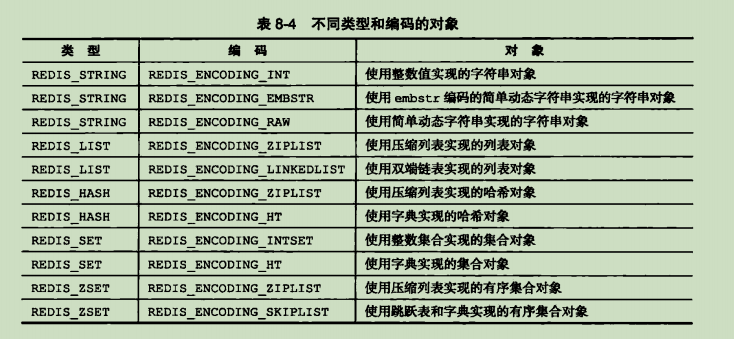 表 8-4 不同类型和编码的对象
类 型 编 码 对 象
REDIS_STRING REDIS_ENCODING_INT 使用整数值实现的字符串对象
REDIS_STRING REDIS_ENCODING_EMBSTR 使用 embstr 编码的简单动态字符串实现的字符串对象
REDIS_STRING REDIS_ENCODING_RAW 使用简单动态字符串实现的字符串对象
REDIS_LIST REDIS_ENCODING_ZIPLIST 使用压缩列表实现的列表对象
REDIS_LIST REDIS_ENCODING_LINKEDLIST 使用双端链表实现的列表对象
REDIS_HASH REDIS_ENCODING_ZIPLIST 使用压缩列表实现的哈希对象
REDIS_HASH REDIS_ENCODING_HT 使用字典实现的哈希对象
REDIS_SET REDIS_ENCODING_INTSET 使用整数集合实现的集合对象
REDIS_SET REDIS_ENCODING_HT 使用字典实现的集合对象
REDIS_ZSET REDIS_ENCODING_ZIPLIST 使用压缩列表实现的有序集合对象
REDIS_ZSET REDIS_ENCODING_SKIPLIST 使用跳跃表和字典实现的有序集合对象